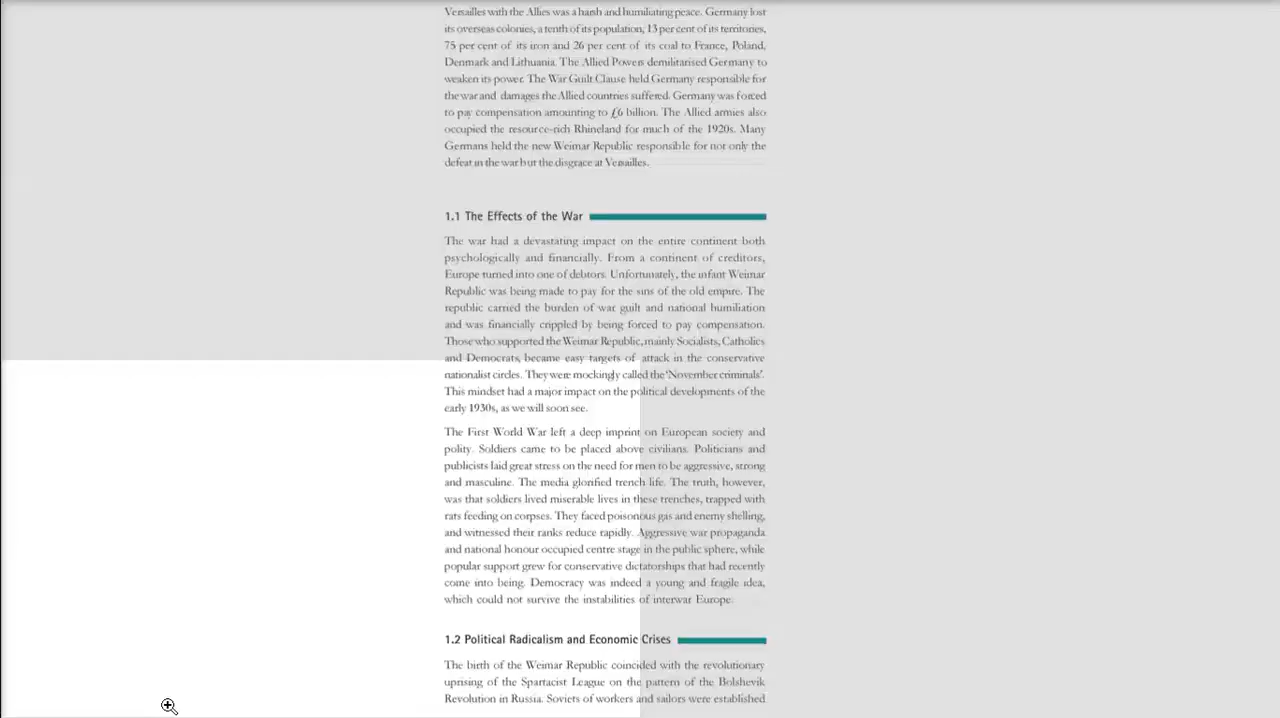 Versailles with the Allies was a harsh and humiliating peace. Germany lost
its overseas colonies, a tenth of its population, 13 per cent of its territories,
75 per cent of its iron and 26 per cent of its coal to France, Poland,
Denmark and Lithuania. The Allied Powers demilitarised Germany to
weaken its power. The War Guilt Clause held Germany responsible for
the war and damages the Allied countries suffered. Germany was forced
to pay compensation amounting to £6 billion. The Allied armies also
occupied the resource-rich Rhineland for much of the 1920s. Many
Germans held the new Weimar Republic responsible for not only the
defeat in the war but the disgrace at Versailles.
1.1 The Effects of the War
The war had a devastating impact on the entire continent both
psychologically and financially. From a continent of creditors,
Europe turned into one of debtors. Unfortunately, the infant Weimar
Republic was being made to pay for the sins of the old empire. The
republic carried the burden of war guilt and national humiliation
and was financially crippled by being forced to pay compensation.
Those who supported the Weimar Republic, mainly Socialists, Catholics
and Democrats, became easy targets of attack in the conservative
nationalist circles. They were mockingly called the 'November criminals'.
This mindset had a major impact on the political developments of the
early 1930s, as we will soon see.
The First World War left a deep imprint on European society and
polity. Soldiers came to be placed above civilians. Politicians and
publicists laid great stress on the need for men to be aggressive, strong
and masculine. The media glorified trench life. The truth, however,
was that soldiers lived miserable lives in these trenches, trapped with
rats feeding on corpses. They faced poisonous gas and enemy shelling,
and witnessed their ranks reduce rapidly. Aggressive war propaganda
and national honour occupied centre stage in the public sphere, while
popular support grew for conservative dictatorships that had recently
come into being. Democracy was indeed a young and fragile idea,
which could not survive the instabilities of interwar Europe.
1.2 Political Radicalism and Economic Crises
The birth of the Weimar Republic coincided with the revolutionary
uprising of the Spartacist League on the pattern of the Bolshevik
Revolution in Russia. Soviets of workers and sailors were established